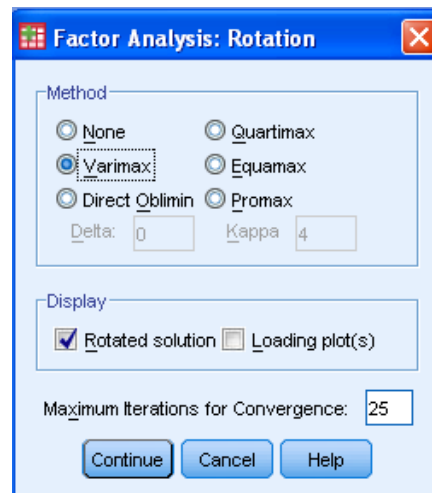 Factor Analysis: Rotation
Method
None Quartimax
Varimax Equamax
Direct Oblimin Promax
Delta: 0 Kappa 4
Display
Rotated solution Loading plot(s)
Maximum Iterations for Convergence: 25
Continue Cancel Help